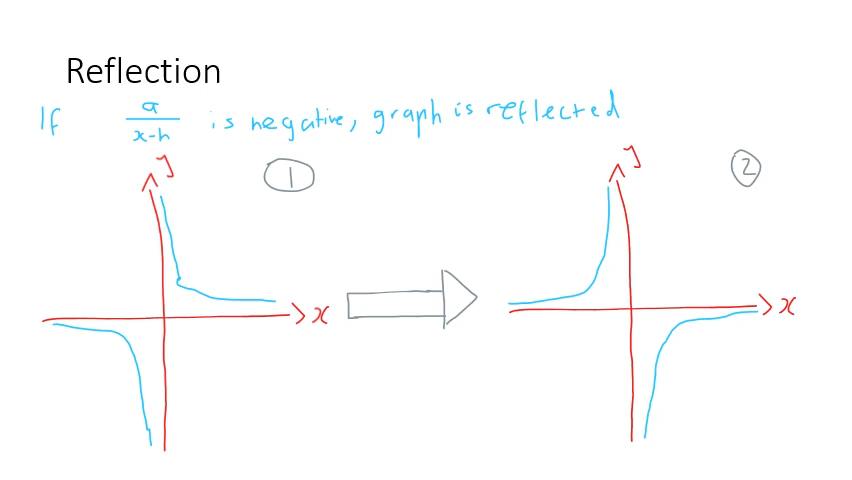 Reflection
If a/x-h is negative, graph is reflected
y
1
y
2
x
x